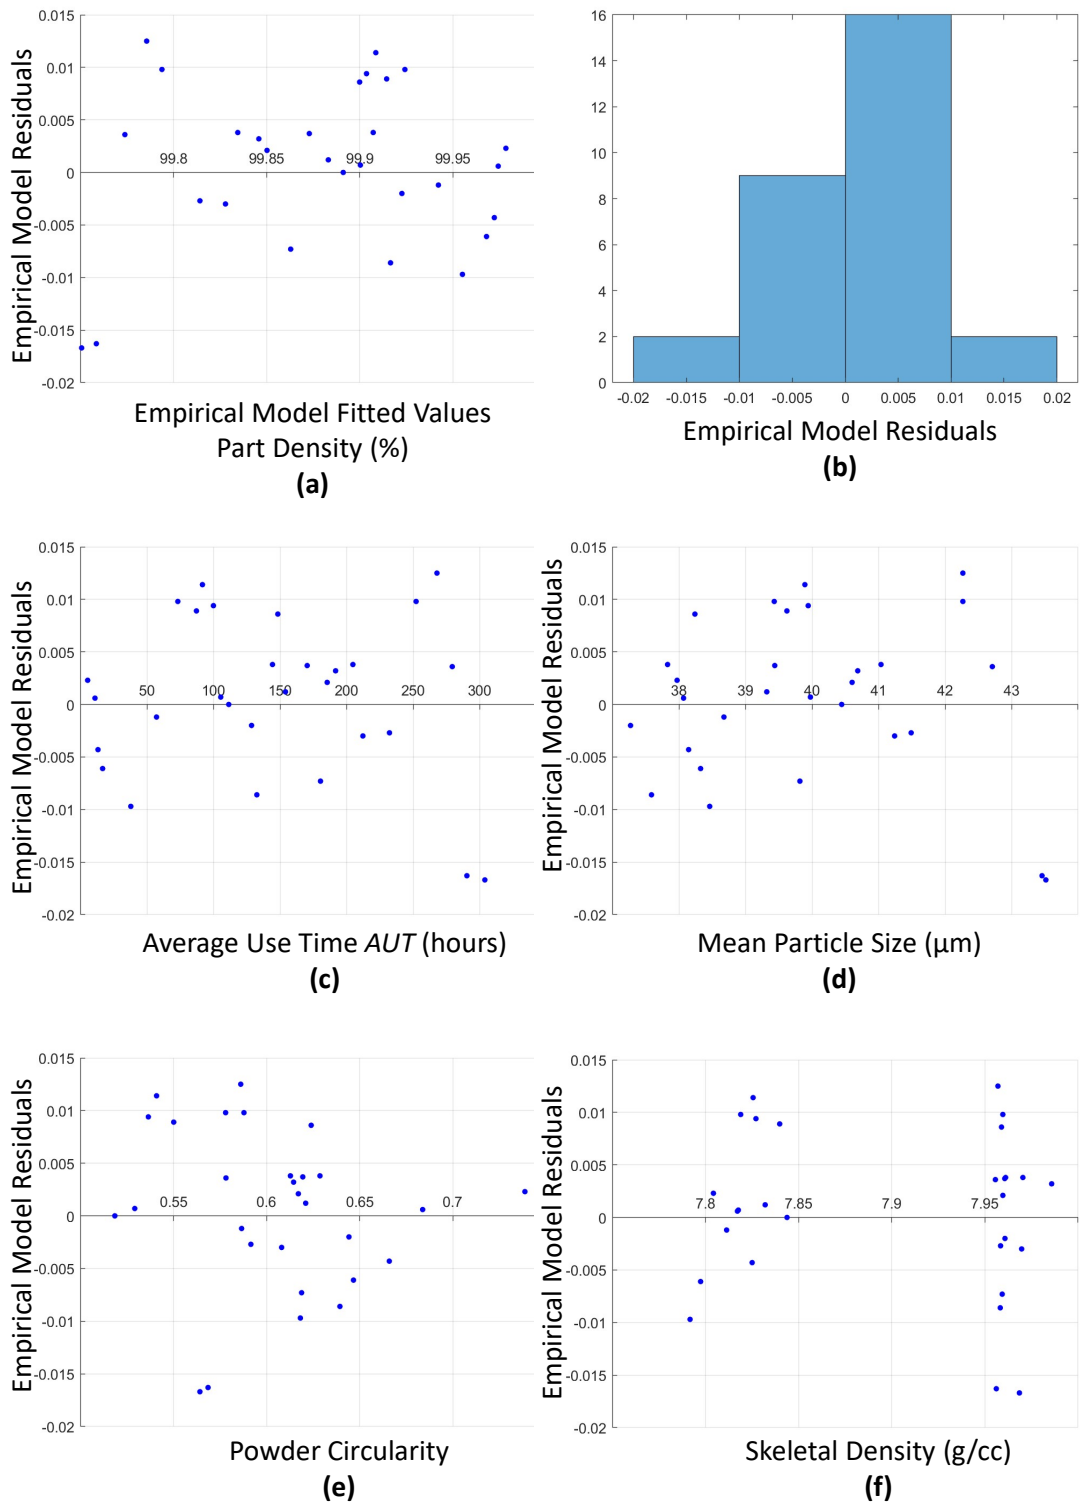 0.015
0.01
0.005
0
-0.005
-0.01
-0.015
-0.02
99.8 99.85 99.9 99.95
Empirical Model Residuals
Empirical Model Fitted Values
Part Density (%)
(a)
16
14
12
10
8
6
4
2
0
-0.02 -0.015 -0.01 -0.005 0 0.005 0.01 0.015 0.02
Empirical Model Residuals
(b)
0.015
0.01
0.005
0
-0.005
-0.01
-0.015
-0.02
50 100 150 200 250 300
Empirical Model Residuals
Average Use Time AUT (hours)
(c)
0.015
0.01
0.005
0
-0.005
-0.01
-0.015
-0.02
38 39 40 41 42 43
Empirical Model Residuals
Mean Particle Size (µm)
(d)
0.015
0.01
0.005
0
-0.005
-0.01
-0.015
-0.02
0.55 0.6 0.65 0.7
Empirical Model Residuals
Powder Circularity
(e)
0.015
0.01
0.005
0
-0.005
-0.01
-0.015
-0.02
7.8 7.85 7.9 7.95
Empirical Model Residuals
Skeletal Density (g/cc)
(f)